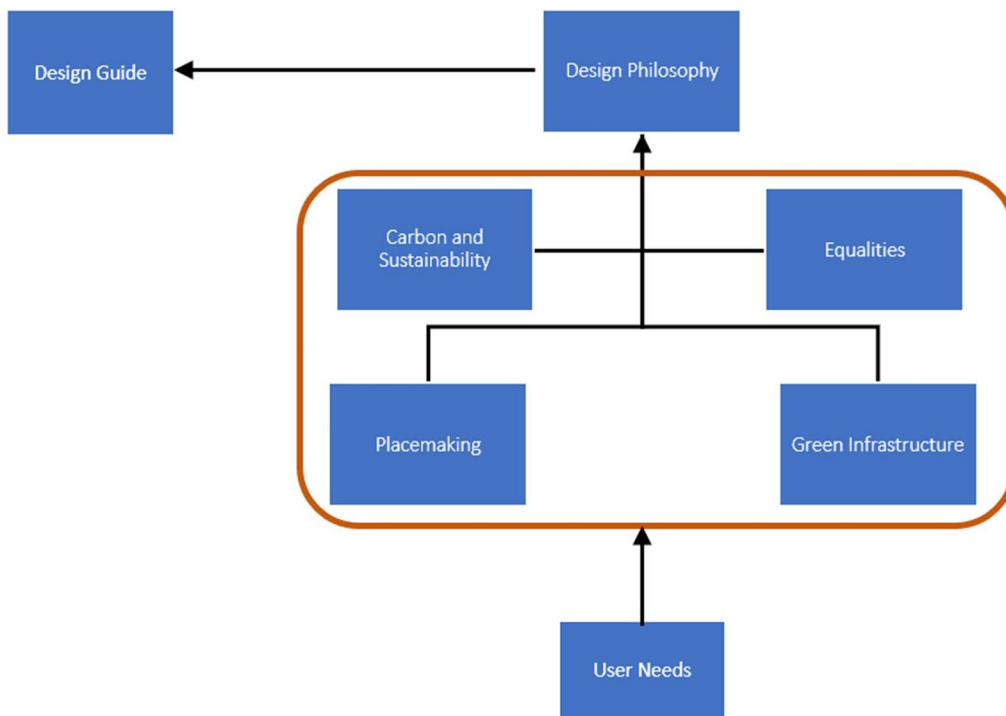 Design Guide
Design Philosophy
Carbon and
Sustainability
Equalities
Placemaking
Green Infrastructure
User Needs